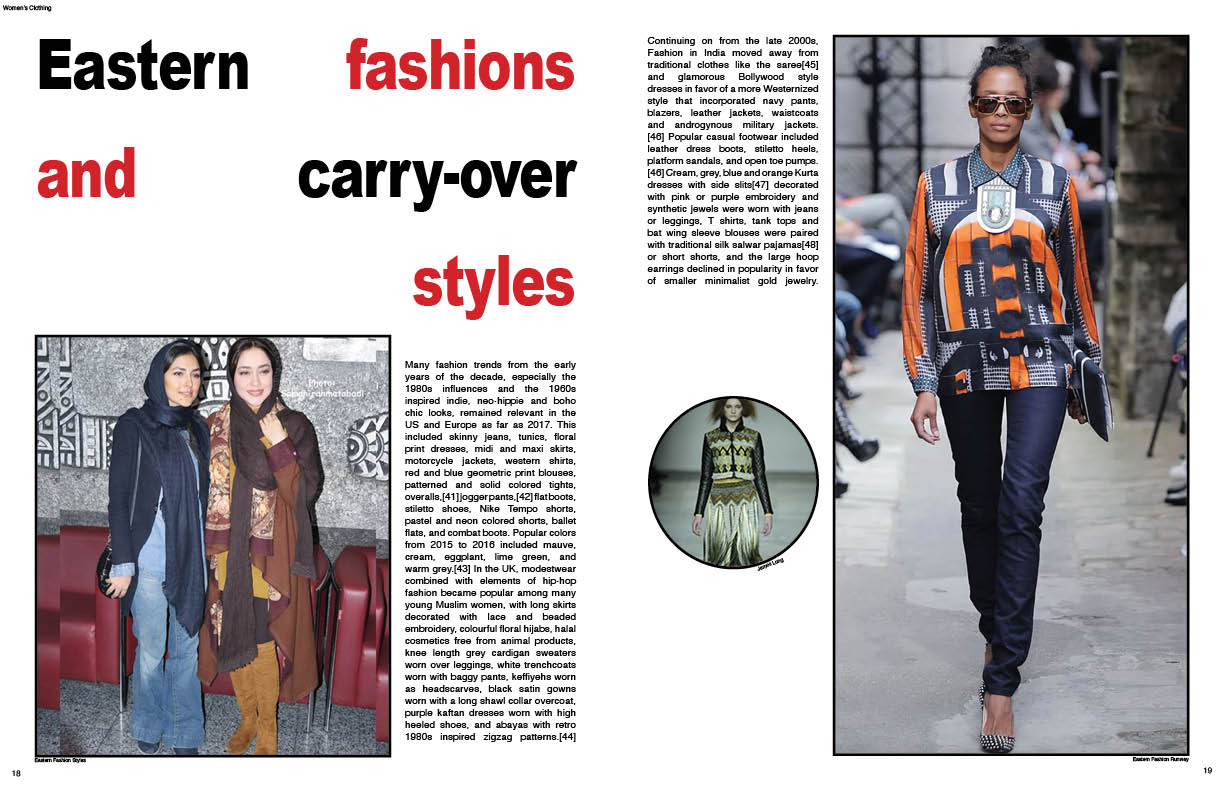 Women's Clothing
Eastern fashions
and carry-over
styles
Photo:
Many fashion trends from the early
years of the decade, especially the
1980s influences and the 1960s
inspired indie, neo-hippie and boho
chic looks, remained relevant in the
US and Europe as far as 2017. This
included skinny jeans, tunics, floral
print dresses, midi and maxi skirts,
motorcycle jackets, western shirts,
red and blue geometric print blouses,
patterned and solid colored tights,
overalls,[41] jogger pants,[42] flat boots,
stiletto shoes, Nike Tempo shorts,
pastel and neon colored shorts, ballet
flats, and combat boots. Popular colors
from 2015 to 2016 included mauve,
cream, eggplant, lime green, and
warm grey.[43] In the UK, modestwear
combined with elements of hip-hop
fashion became popular among many
young Muslim women, with long skirts
decorated with lace and beaded
embroidery, colourful floral hijabs, halal
cosmetics free from animal products,
knee length grey cardigan sweaters
worn over leggings, white trenchcoats
worn with baggy pants, keffiyehs worn
as headscarves, black satin gowns
worn with a long shawl collar overcoat,
purple kaftan dresses worn with high
heeled shoes, and abayas with retro
1980s inspired zigzag patterns.[44]
Eastern Fashion Styles
18
Continuing on from the late 2000s,
Fashion in India moved away from
traditional clothes like the saree[45]
and glamorous Bollywood style
dresses in favor of a more Westernized
style that incorporated navy pants,
blazers, leather jackets, waistcoats
and androgynous military jackets.
[46] Popular casual footwear included
leather dress boots, stiletto heels,
platform sandals, and open toe pumps.
[46] Cream, grey, blue and orange Kurta
dresses with side slits[47] decorated
with pink or purple embroidery and
synthetic jewels were worn with jeans
or leggings, T shirts, tank tops and
bat wing sleeve blouses were paired
with traditional silk salwar pajamas[48]
or short shorts, and the large hoop
earrings declined in popularity in favor
of smaller minimalist gold jewelry.
James Long
Eastern Fashion Runway
19